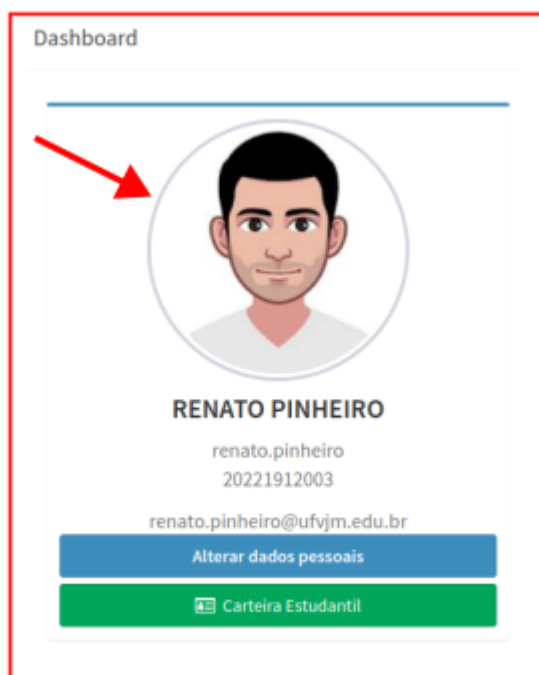 Dashboard
RENATO PINHEIRO
renato.pinheiro
20221912003
renato.pinheiro@ufvjm.edu.br
Alterar dados pessoais
Carteira Estudantil